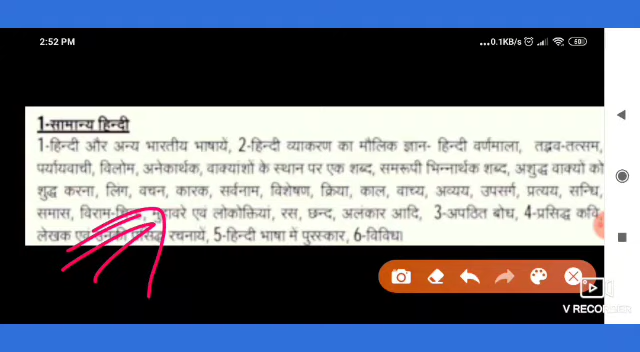 2:52 PM ...0.1KB/s 50
1-सामान्य हिन्दी
1-हिन्दी और अन्य भारतीय भाषायें, 2-हिन्दी व्याकरण का मौलिक ज्ञान- हिन्दी वर्णमाला, तद्भव-तत्सम,
पर्यायवाची, विलोम, अनेकार्थक, वाक्यांशों के स्थान पर एक शब्द, समरूपी भिन्नार्थक शब्द, अशुद्ध वाक्यों को
शुद्ध करना, लिंग, वचन, कारक, सर्वनाम, विशेषण, क्रिया, काल, वाच्य, अव्यय, उपसर्ग, प्रत्यय, सन्धि,
समास, विराम-चिन्ह, मुहावरे एवं लोकोक्तियां, रस, छन्द, अलंकार आदि, 3-अपठित बोध, 4-प्रसिद्ध कवि,
लेखक एवं उनकी प्रसिद्ध रचनायें, 5-हिन्दी भाषा में पुरस्कार, 6-विविध।
V RECORDER